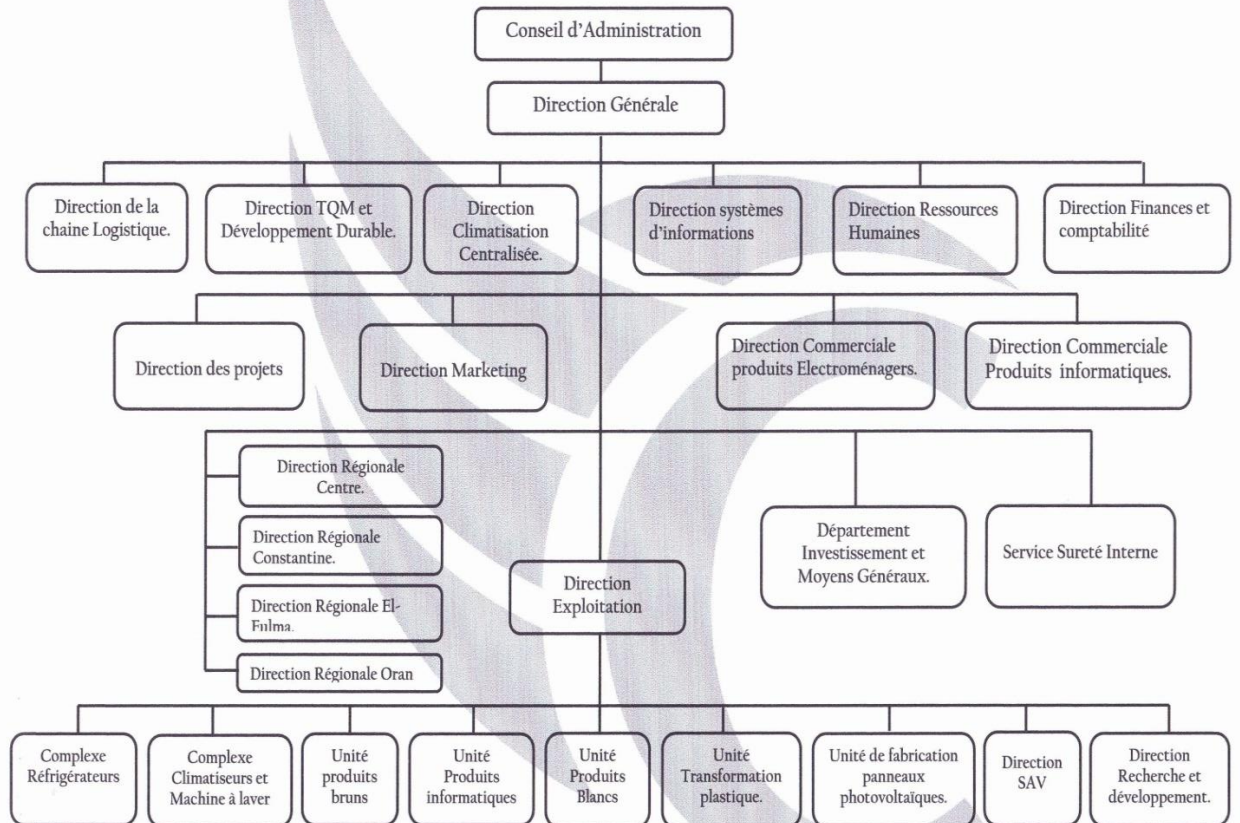 Conseil d'Administration
Direction Générale
Direction de la
chaine Logistique.
Direction TQM et
Développement Durable.
Direction
Climatisation
Centralisée.
Direction systèmes
d'informations
Direction Ressources
Humaines
Direction Finances et
comptabilité
Direction des projets
Direction Marketing
Direction Commerciale
produits Electroménagers.
Direction Commerciale
Produits informatiques.
Direction Régionale
Centre.
Direction Régionale
Constantine.
Direction Régionale El-
Eulma.
Direction Régionale Oran
Direction
Exploitation
Département
Investissement et
Moyens Généraux.
Service Sureté Interne
Complexe
Réfrigérateurs
Complexe
Climatiseurs et
Machine à laver
Unité
produits
bruns
Unité
Produits
informatiques
Unité
Produits
Blancs
Unité
Transformation
plastique.
Unité de fabrication
panneaux
photovoltaïques.
Direction
SAV
Direction
Recherche et
développement.